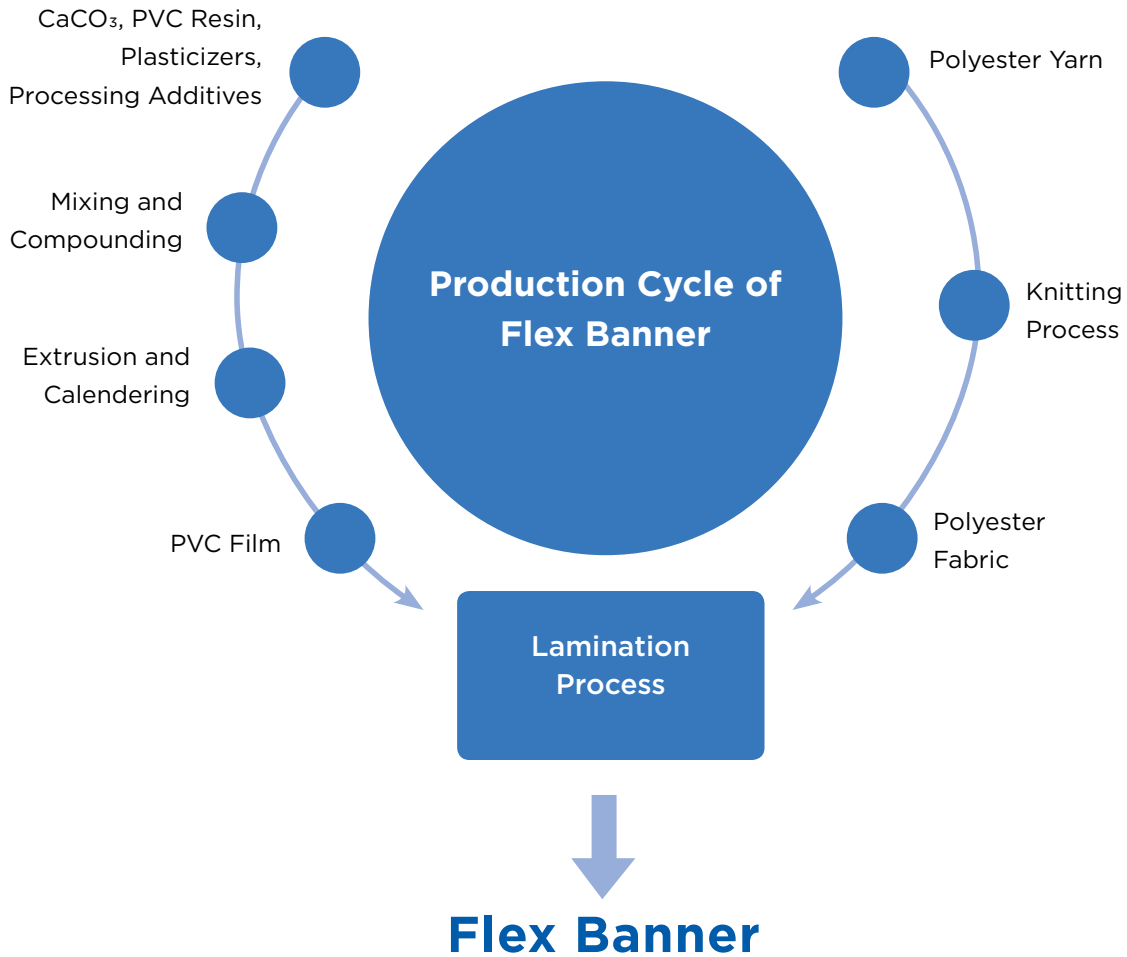 CaCO₃, PVC Resin,
Plasticizers,
Processing Additives
Mixing and
Compounding
Extrusion and
Calendering
PVC Film
Production Cycle of
Flex Banner
Polyester Yarn
Knitting
Process
Polyester
Fabric
Lamination
Process
Flex Banner